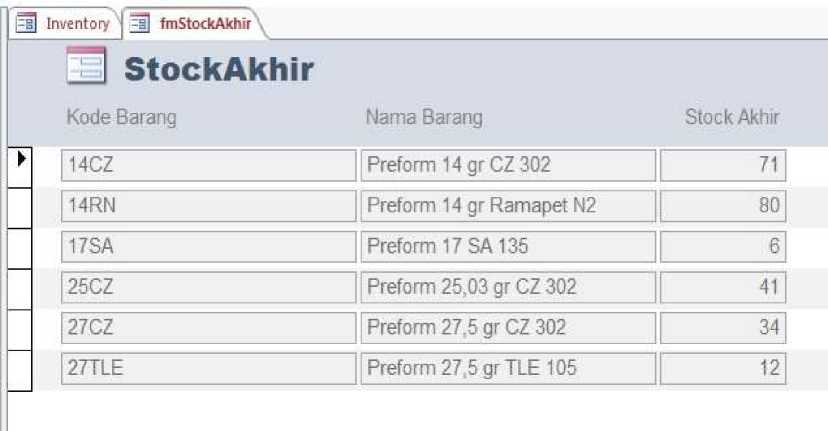 Inventory fmStockAkhir
StockAkhir
Kode Barang Nama Barang Stock Akhir
14CZ Preform 14 gr CZ 302 71
14RN Preform 14 gr Ramapet N2 80
17SA Preform 17 SA 135 6
25CZ Preform 25,03 gr CZ 302 41
27CZ Preform 27,5 gr CZ 302 34
27TLE Preform 27,5 gr TLE 105 12